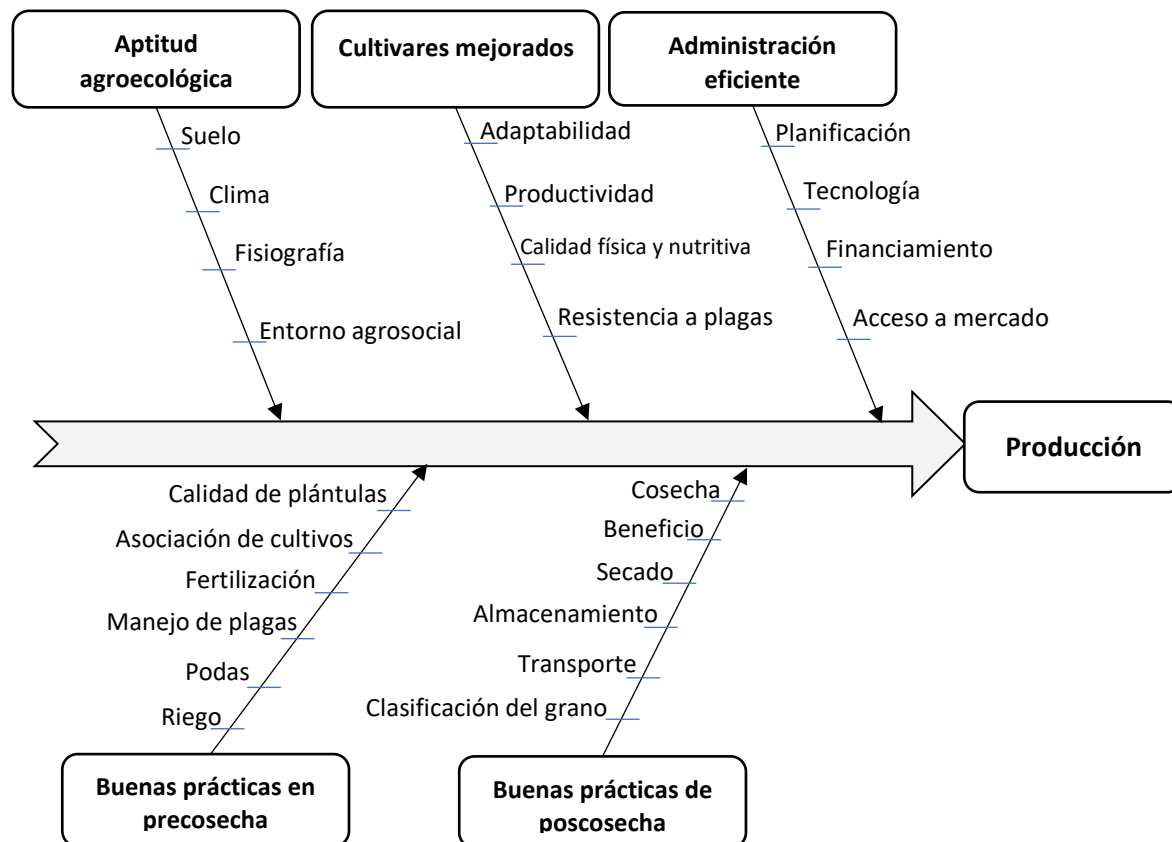 Aptitud
agroecológica
Cultivares mejorados
Administración
eficiente
Suelo
Clima
Fisiografía
Entorno agrosocial
Adaptabilidad
Productividad
Calidad física y nutritiva
Resistencia a plagas
Planificación
Tecnología
Financiamiento
Acceso a mercado
Producción
Calidad de plántulas
Asociación de cultivos
Fertilización
Manejo de plagas
Podas
Riego
Cosecha
Beneficio
Secado
Almacenamiento
Transporte
Clasificación del grano
Buenas prácticas en
precosecha
Buenas prácticas de
poscosecha